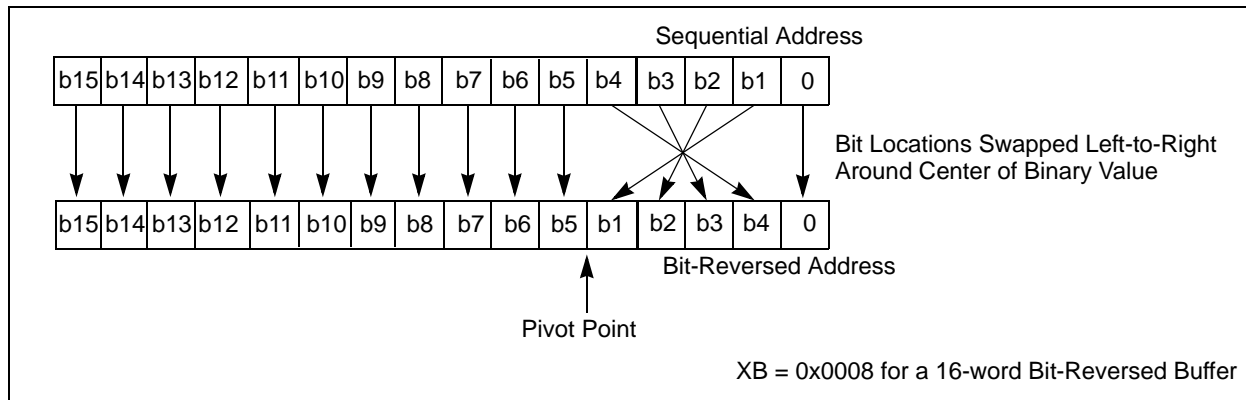 Sequential Address
b15 b14 b13 b12 b11 b10 b9 b8 b7 b6 b5 b4 b3 b2 b1 0
Bit Locations Swapped Left-to-Right
Around Center of Binary Value
b15 b14 b13 b12 b11 b10 b9 b8 b7 b6 b5 b1 b2 b3 b4 0
Bit-Reversed Address
Pivot Point
XB = 0x0008 for a 16-word Bit-Reversed Buffer